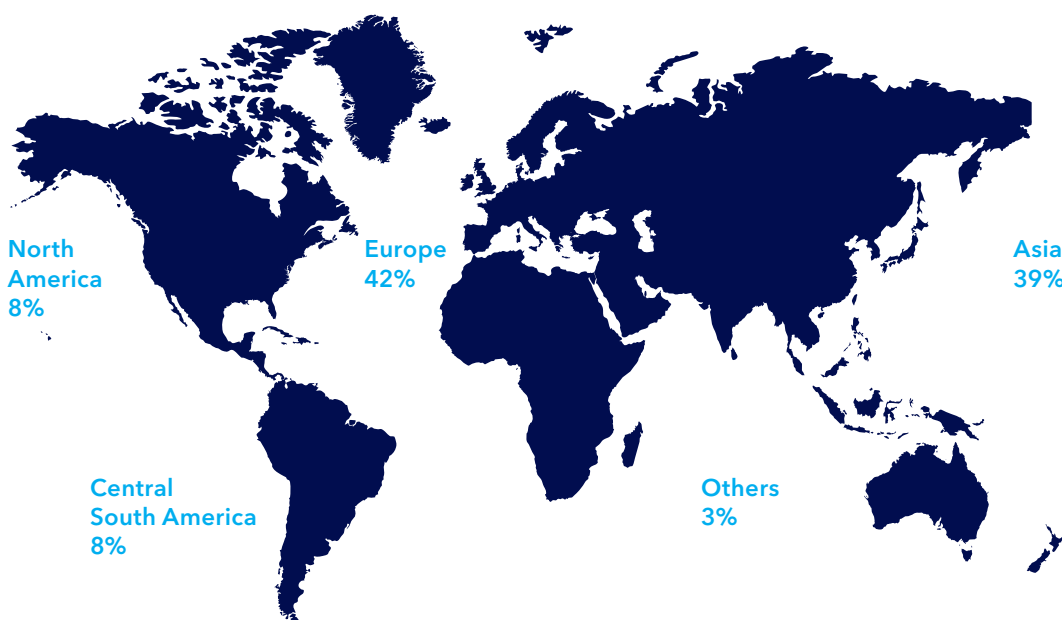 North
America
8%
Europe
42%
Asia
39%
Central
South America
8%
Others
3%